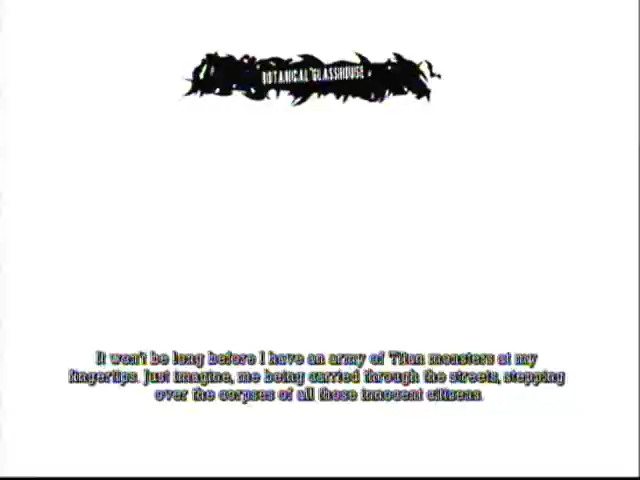 BOTANICAL GLASSHOUSE
It won't be long before I have an army of Titan monsters at my
fingertips. Just imagine, me being carried through the streets, stepping
over the corpses of all those innocent citizens.